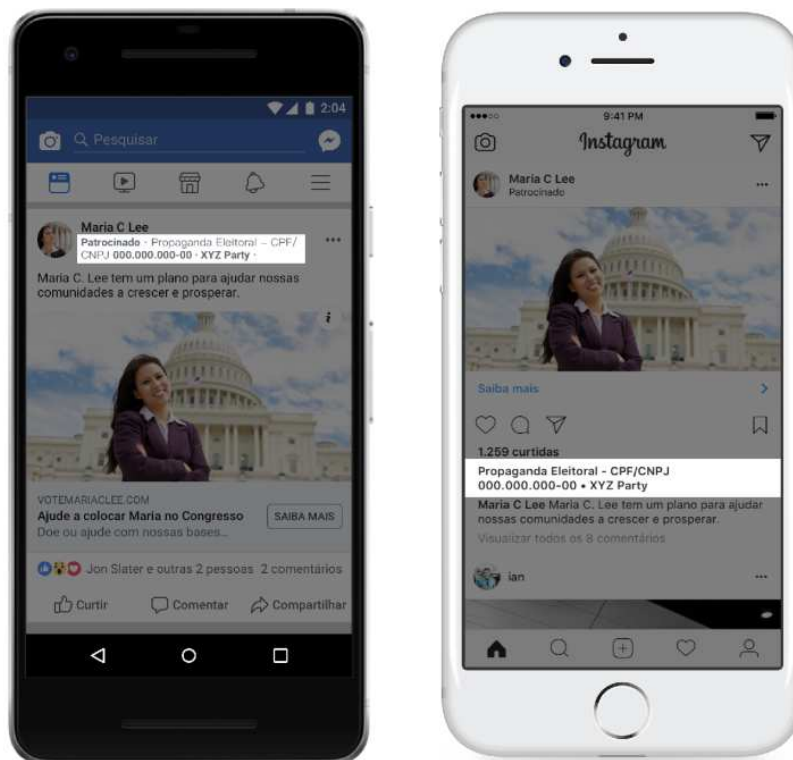 2:04
Pesquisar
Maria C Lee
Patrocinado · Propaganda Eleitoral – CPF/
CNPJ 000.000.000-00 · XYZ Party ·
Maria C. Lee tem um plano para ajudar nossas
comunidades a crescer e prosperar.
i
VOTEMARIACLEE.COM
Ajude a colocar Maria no Congresso
Doe ou ajude com nossas bases...
SAIBA MAIS
Jon Slater e outras 2 pessoas 2 comentários
Curtir Comentar Compartilhar
9:41 PM
Instagram
Maria C Lee
Patrocinado
Saiba mais
1.259 curtidas
Propaganda Eleitoral - CPF/CNPJ
000.000.000-00 • XYZ Party
Maria C Lee Maria C. Lee tem um plano para ajudar
nossas comunidades a crescer e prosperar.
Visualizar todos os 8 comentários
ian